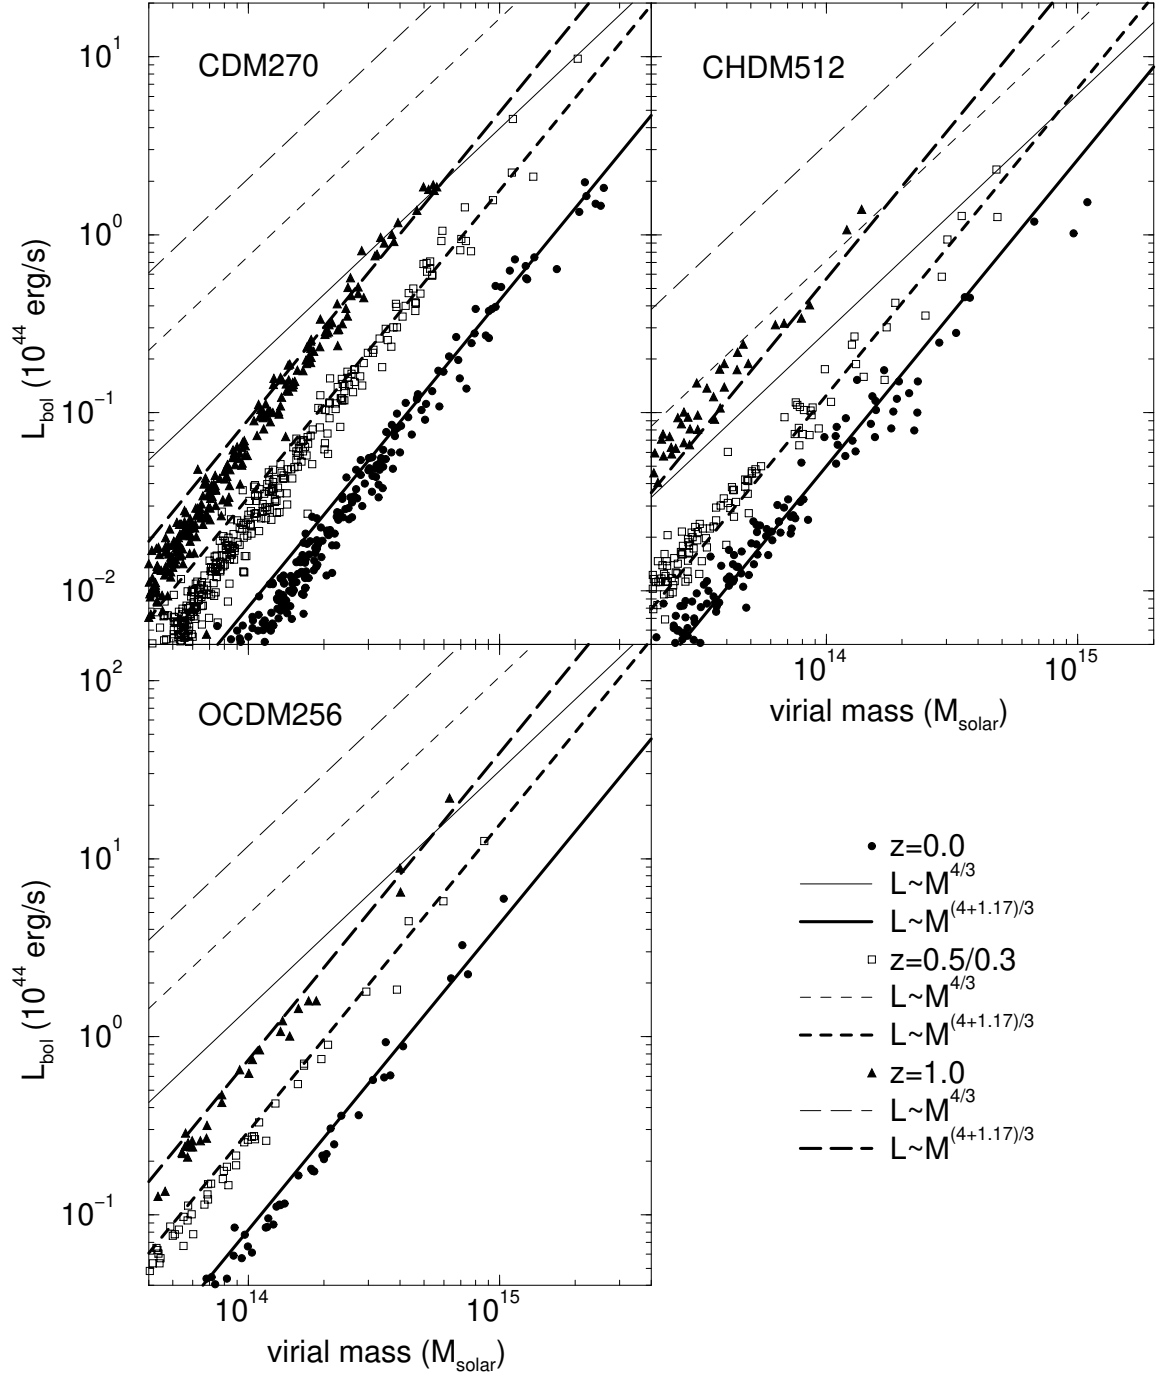 CDM270
CHDM512
10^1
10^0
10^-1
10^-2
L_bol (10^44 erg/s)
10^14 10^15
virial mass (M_solar)
OCDM256
10^2
10^1
10^0
10^-1
L_bol (10^44 erg/s)
10^14 10^15
virial mass (M_solar)
z=0.0
L~M^4/3
L~M^(4+1.17)/3
z=0.5/0.3
L~M^4/3
L~M^(4+1.17)/3
z=1.0
L~M^4/3
L~M^(4+1.17)/3